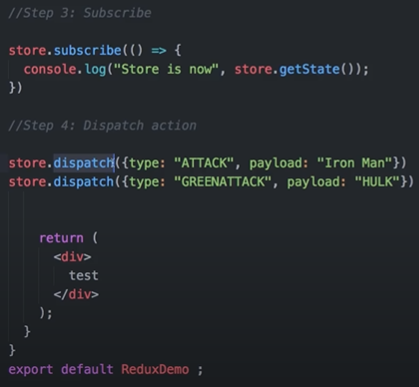 //Step 3: Subscribe
store.subscribe(() => {
console.log("Store is now", store.getState());
})
//Step 4: Dispatch action
store.dispatch({type: "ATTACK", payload: "Iron Man"})
store.dispatch({type: "GREENATTACK", payload: "HULK"})
return (
<div>
test
</div>
);
}
}
export default ReduxDemo ;